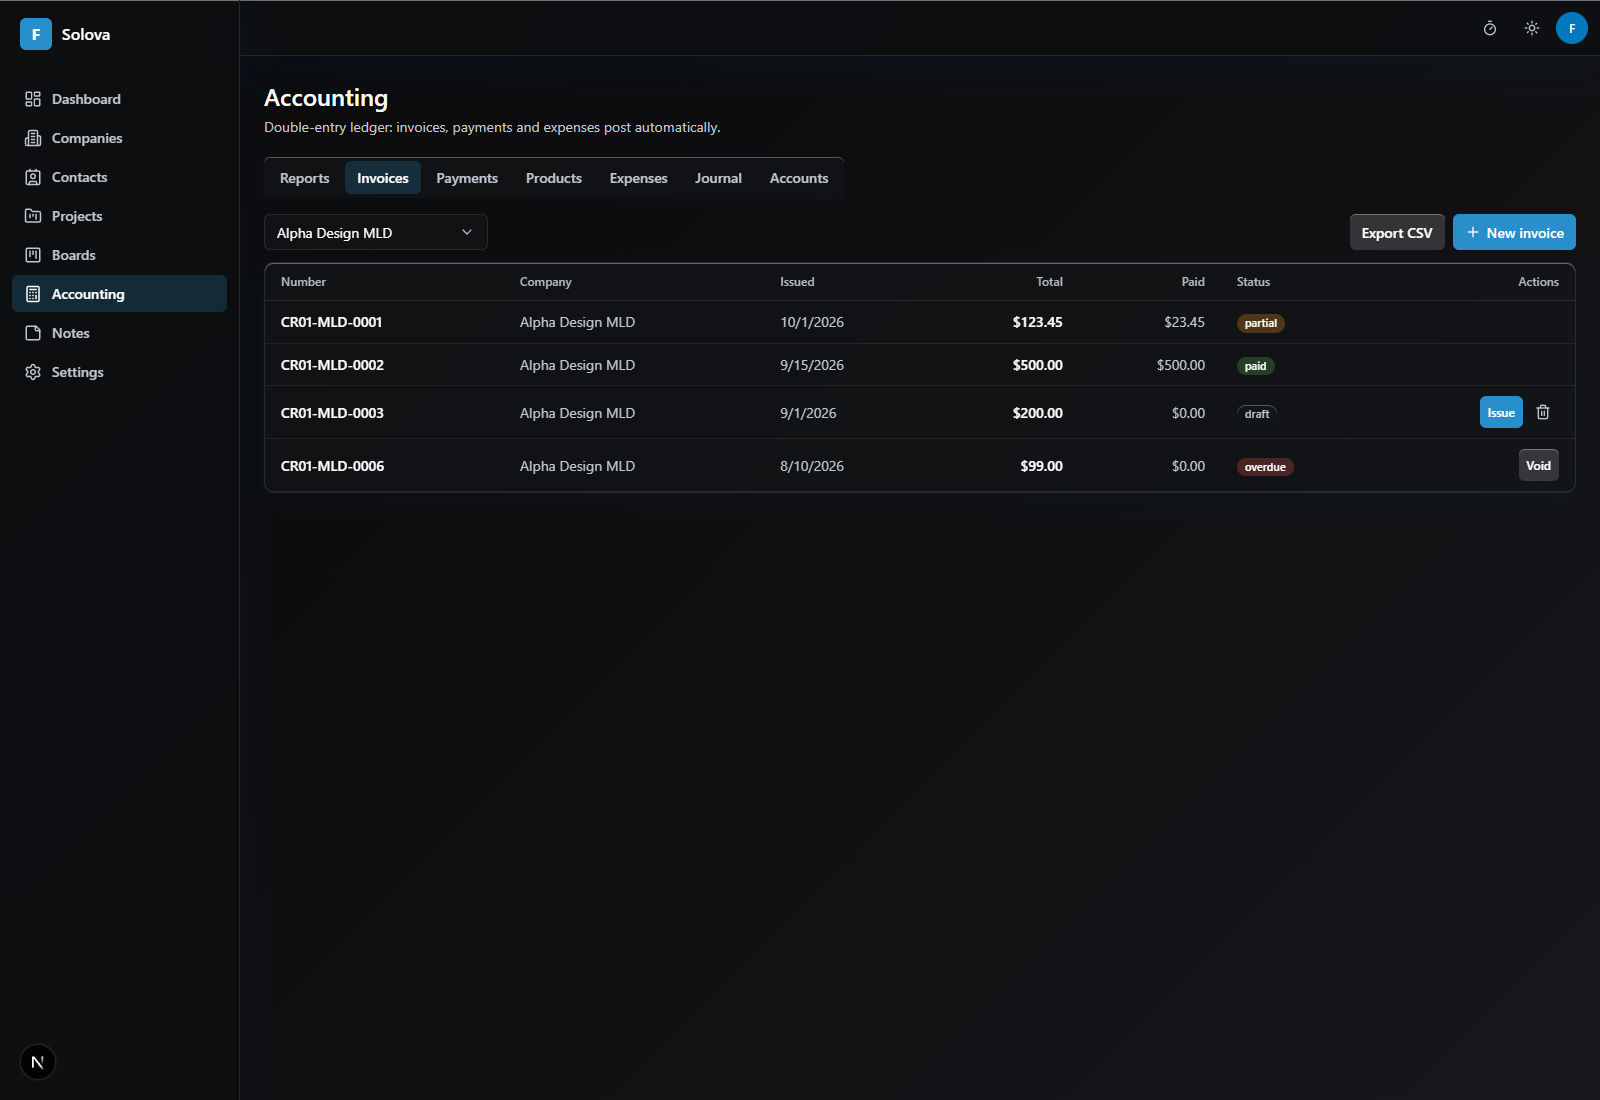 F Solova
F
Dashboard
Companies
Contacts
Projects
Boards
Accounting
Notes
Settings
N
Accounting
Double-entry ledger: invoices, payments and expenses post automatically.
Reports Invoices Payments Products Expenses Journal Accounts
Alpha Design MLD Export CSV + New invoice
Number Company Issued Total Paid Status Actions
CR01-MLD-0001 Alpha Design MLD 10/1/2026 $123.45 $23.45 partial
CR01-MLD-0002 Alpha Design MLD 9/15/2026 $500.00 $500.00 paid
CR01-MLD-0003 Alpha Design MLD 9/1/2026 $200.00 $0.00 draft Issue
CR01-MLD-0006 Alpha Design MLD 8/10/2026 $99.00 $0.00 overdue Void